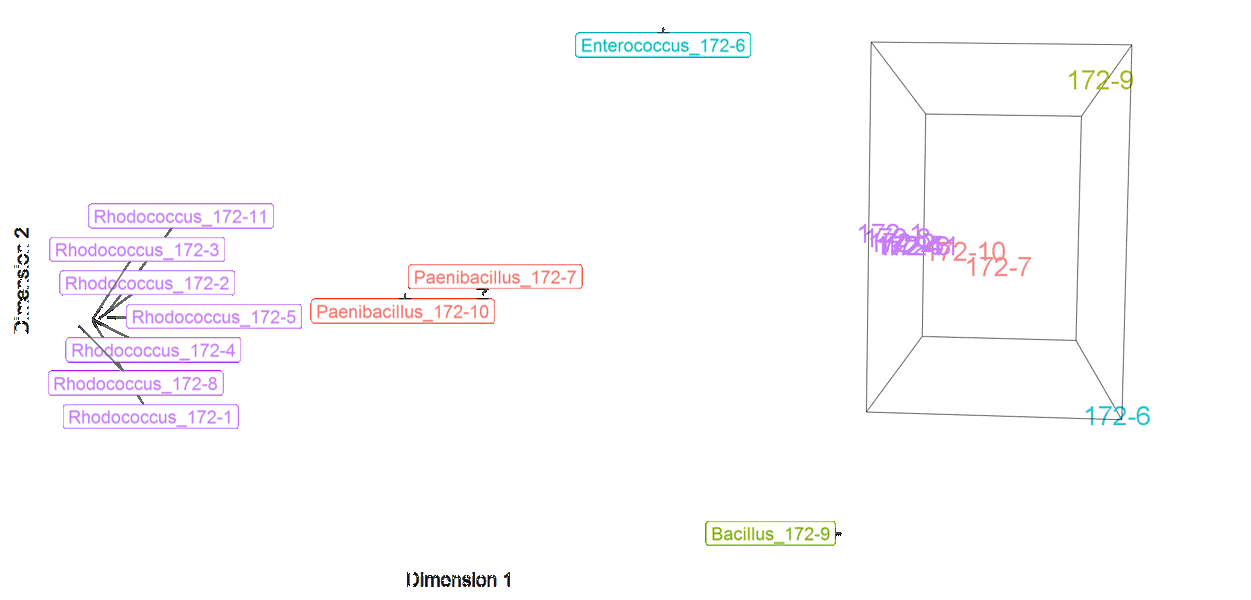 Enterococcus_172-6
Rhodococcus_172-11
Rhodococcus_172-3
Rhodococcus_172-2
Rhodococcus_172-5
Rhodococcus_172-4
Rhodococcus_172-8
Rhodococcus_172-1
Paenibacillus_172-7
Paenibacillus_172-10
Bacillus_172-9
Dimension 2
Dimension 1
172-9
172-10
172-7
172-6